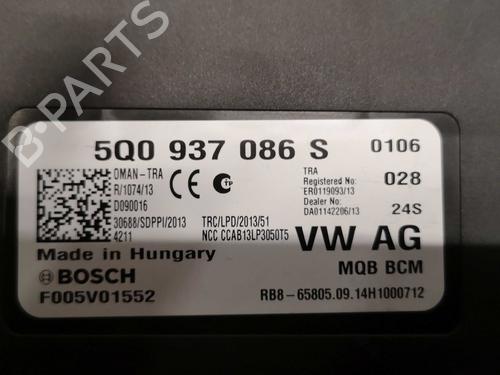 B-PARTS
5Q0 937 086 S 0106
OMAN-TRA
R/1074/13
D090016
30688/SDPPI/2013
4211
CE
TRC/LPD/2013/51
NCC CCAB13LP3050T5
TRA
Registered No:
ER0119093/13
Dealer No:
DA01142206/13
028
24S
Made in Hungary
VW AG
BOSCH
MQB BCM
F005V01552
RB8-65805.09.14H1000712